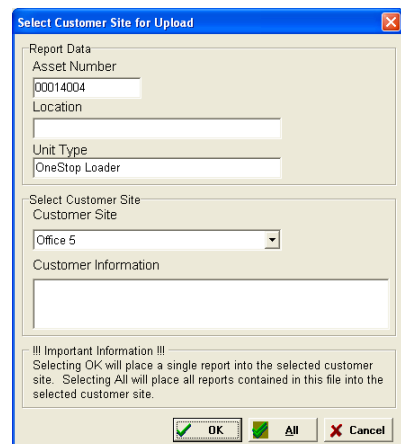 Select Customer Site for Upload
Report Data
Asset Number
00014004
Location
Unit Type
OneStop Loader
Select Customer Site
Customer Site
Office 5
Customer Information
!!! Important Information !!!
Selecting OK will place a single report into the selected customer
site. Selecting All will place all reports contained in this file into the
selected customer site.
OK All Cancel